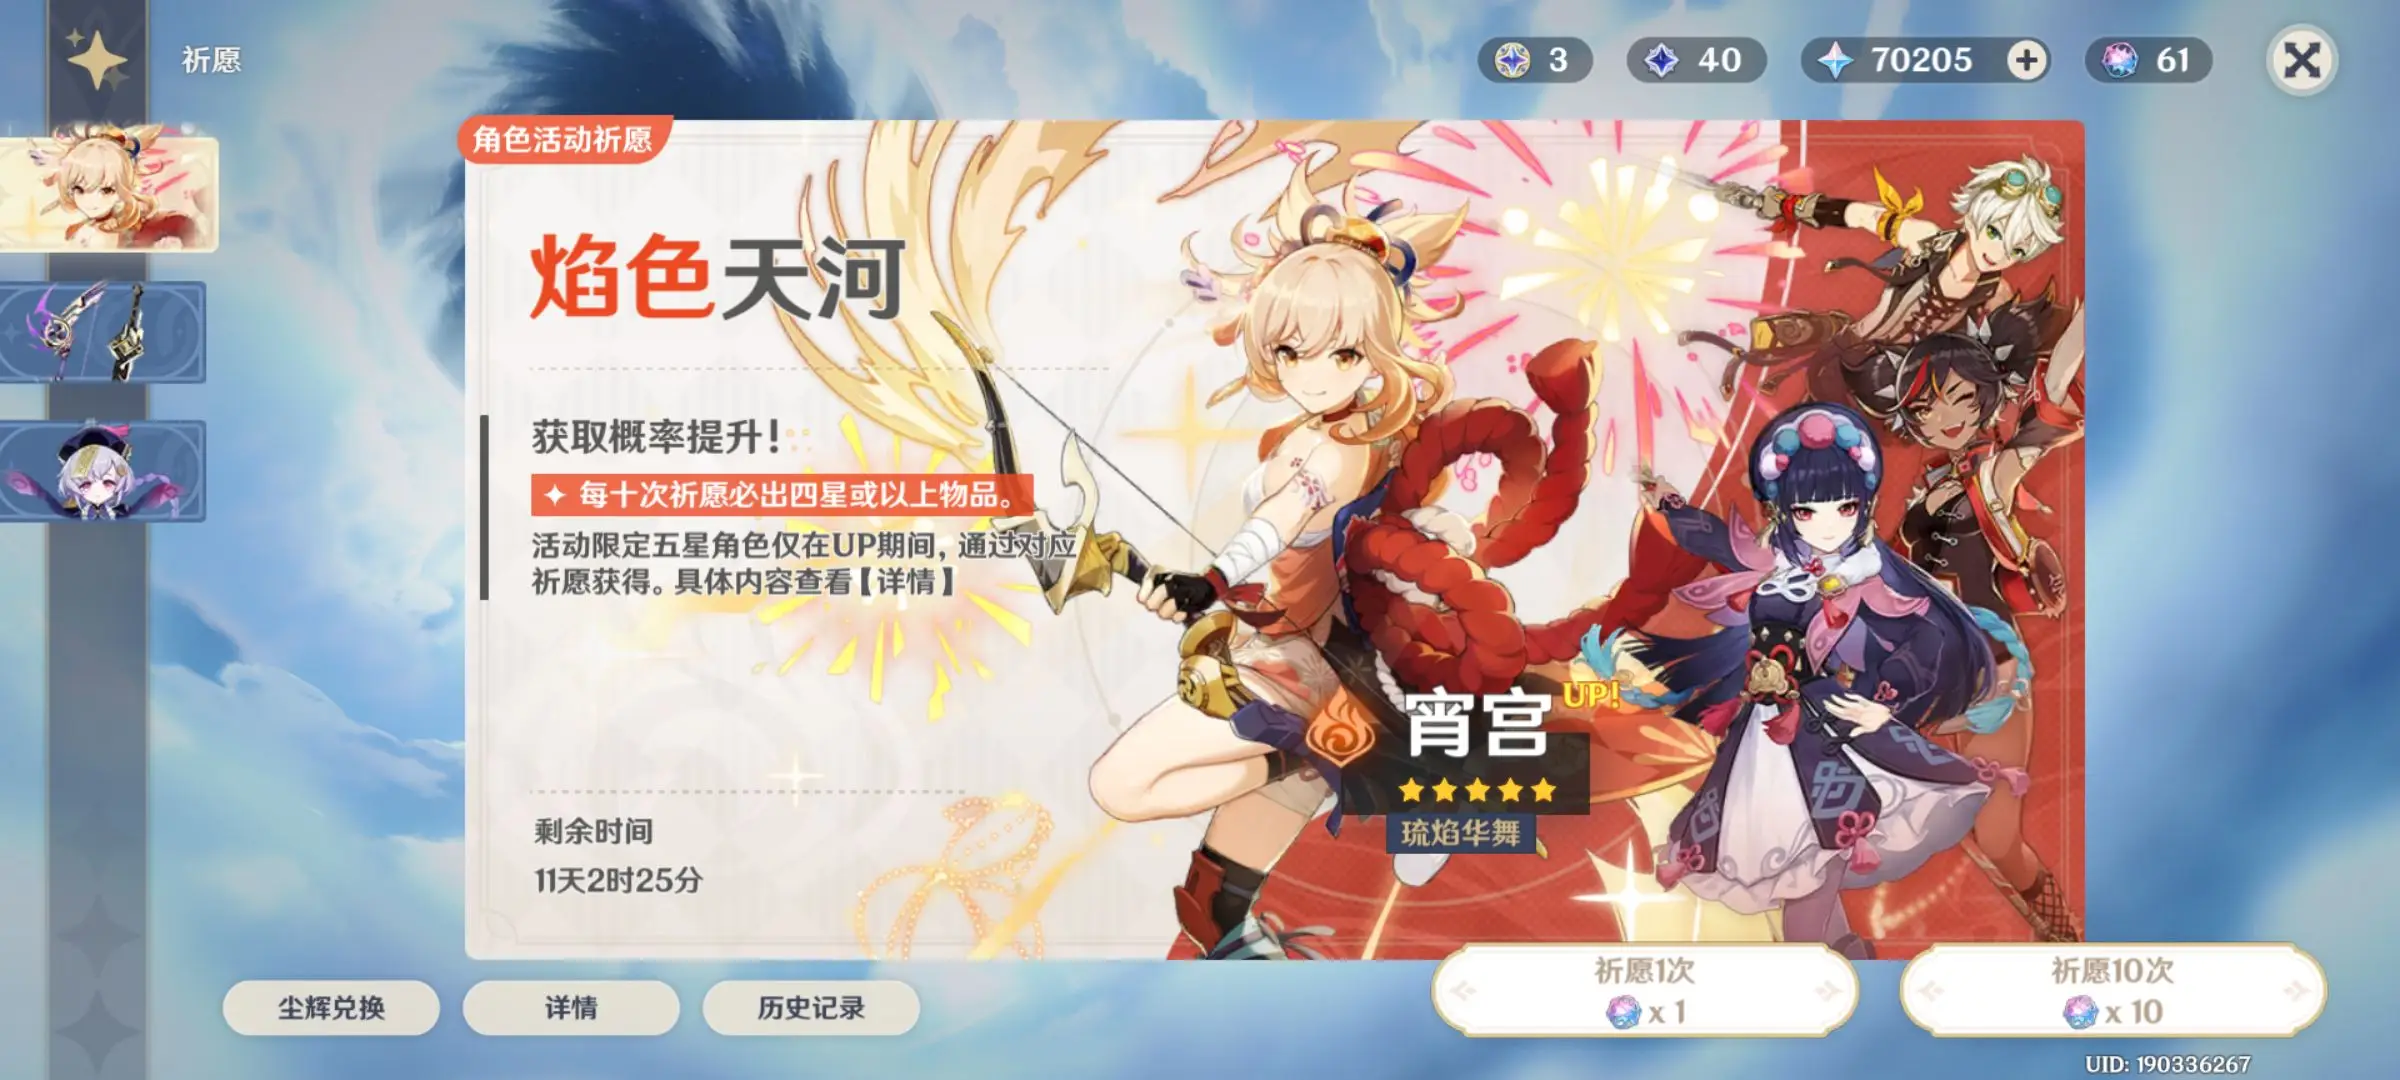 祈愿
3
40
70205
61
角色活动祈愿
焰色天河
获取概率提升!
每十次祈愿必出四星或以上物品。
活动限定五星角色仅在UP期间,通过对应
祈愿获得。具体内容查看【详情】
宵宫 UP!
琉焰华舞
剩余时间
11天2时25分
尘辉兑换
详情
历史记录
祈愿1次
x 1
祈愿10次
x 10
UID: 190336267